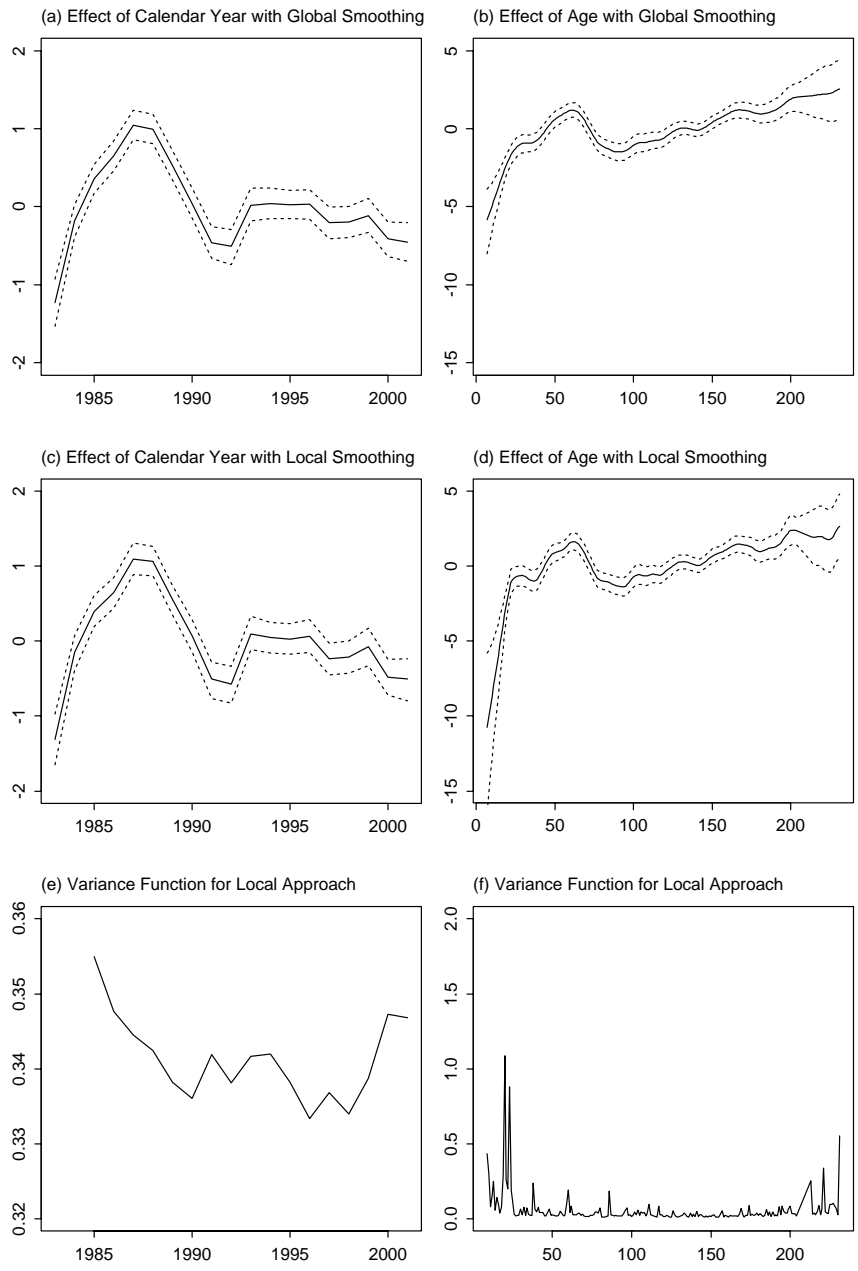 (a) Effect of Calendar Year with Global Smoothing
2
1
0
-1
-2
1985 1990 1995 2000
(b) Effect of Age with Global Smoothing
5
0
-5
-10
-15
0 50 100 150 200
(c) Effect of Calendar Year with Local Smoothing
2
1
0
-1
-2
1985 1990 1995 2000
(d) Effect of Age with Local Smoothing
5
0
-5
-10
-15
0 50 100 150 200
(e) Variance Function for Local Approach
0.36
0.35
0.34
0.33
0.32
1985 1990 1995 2000
(f) Variance Function for Local Approach
2.0
1.5
1.0
0.5
0.0
50 100 150 200